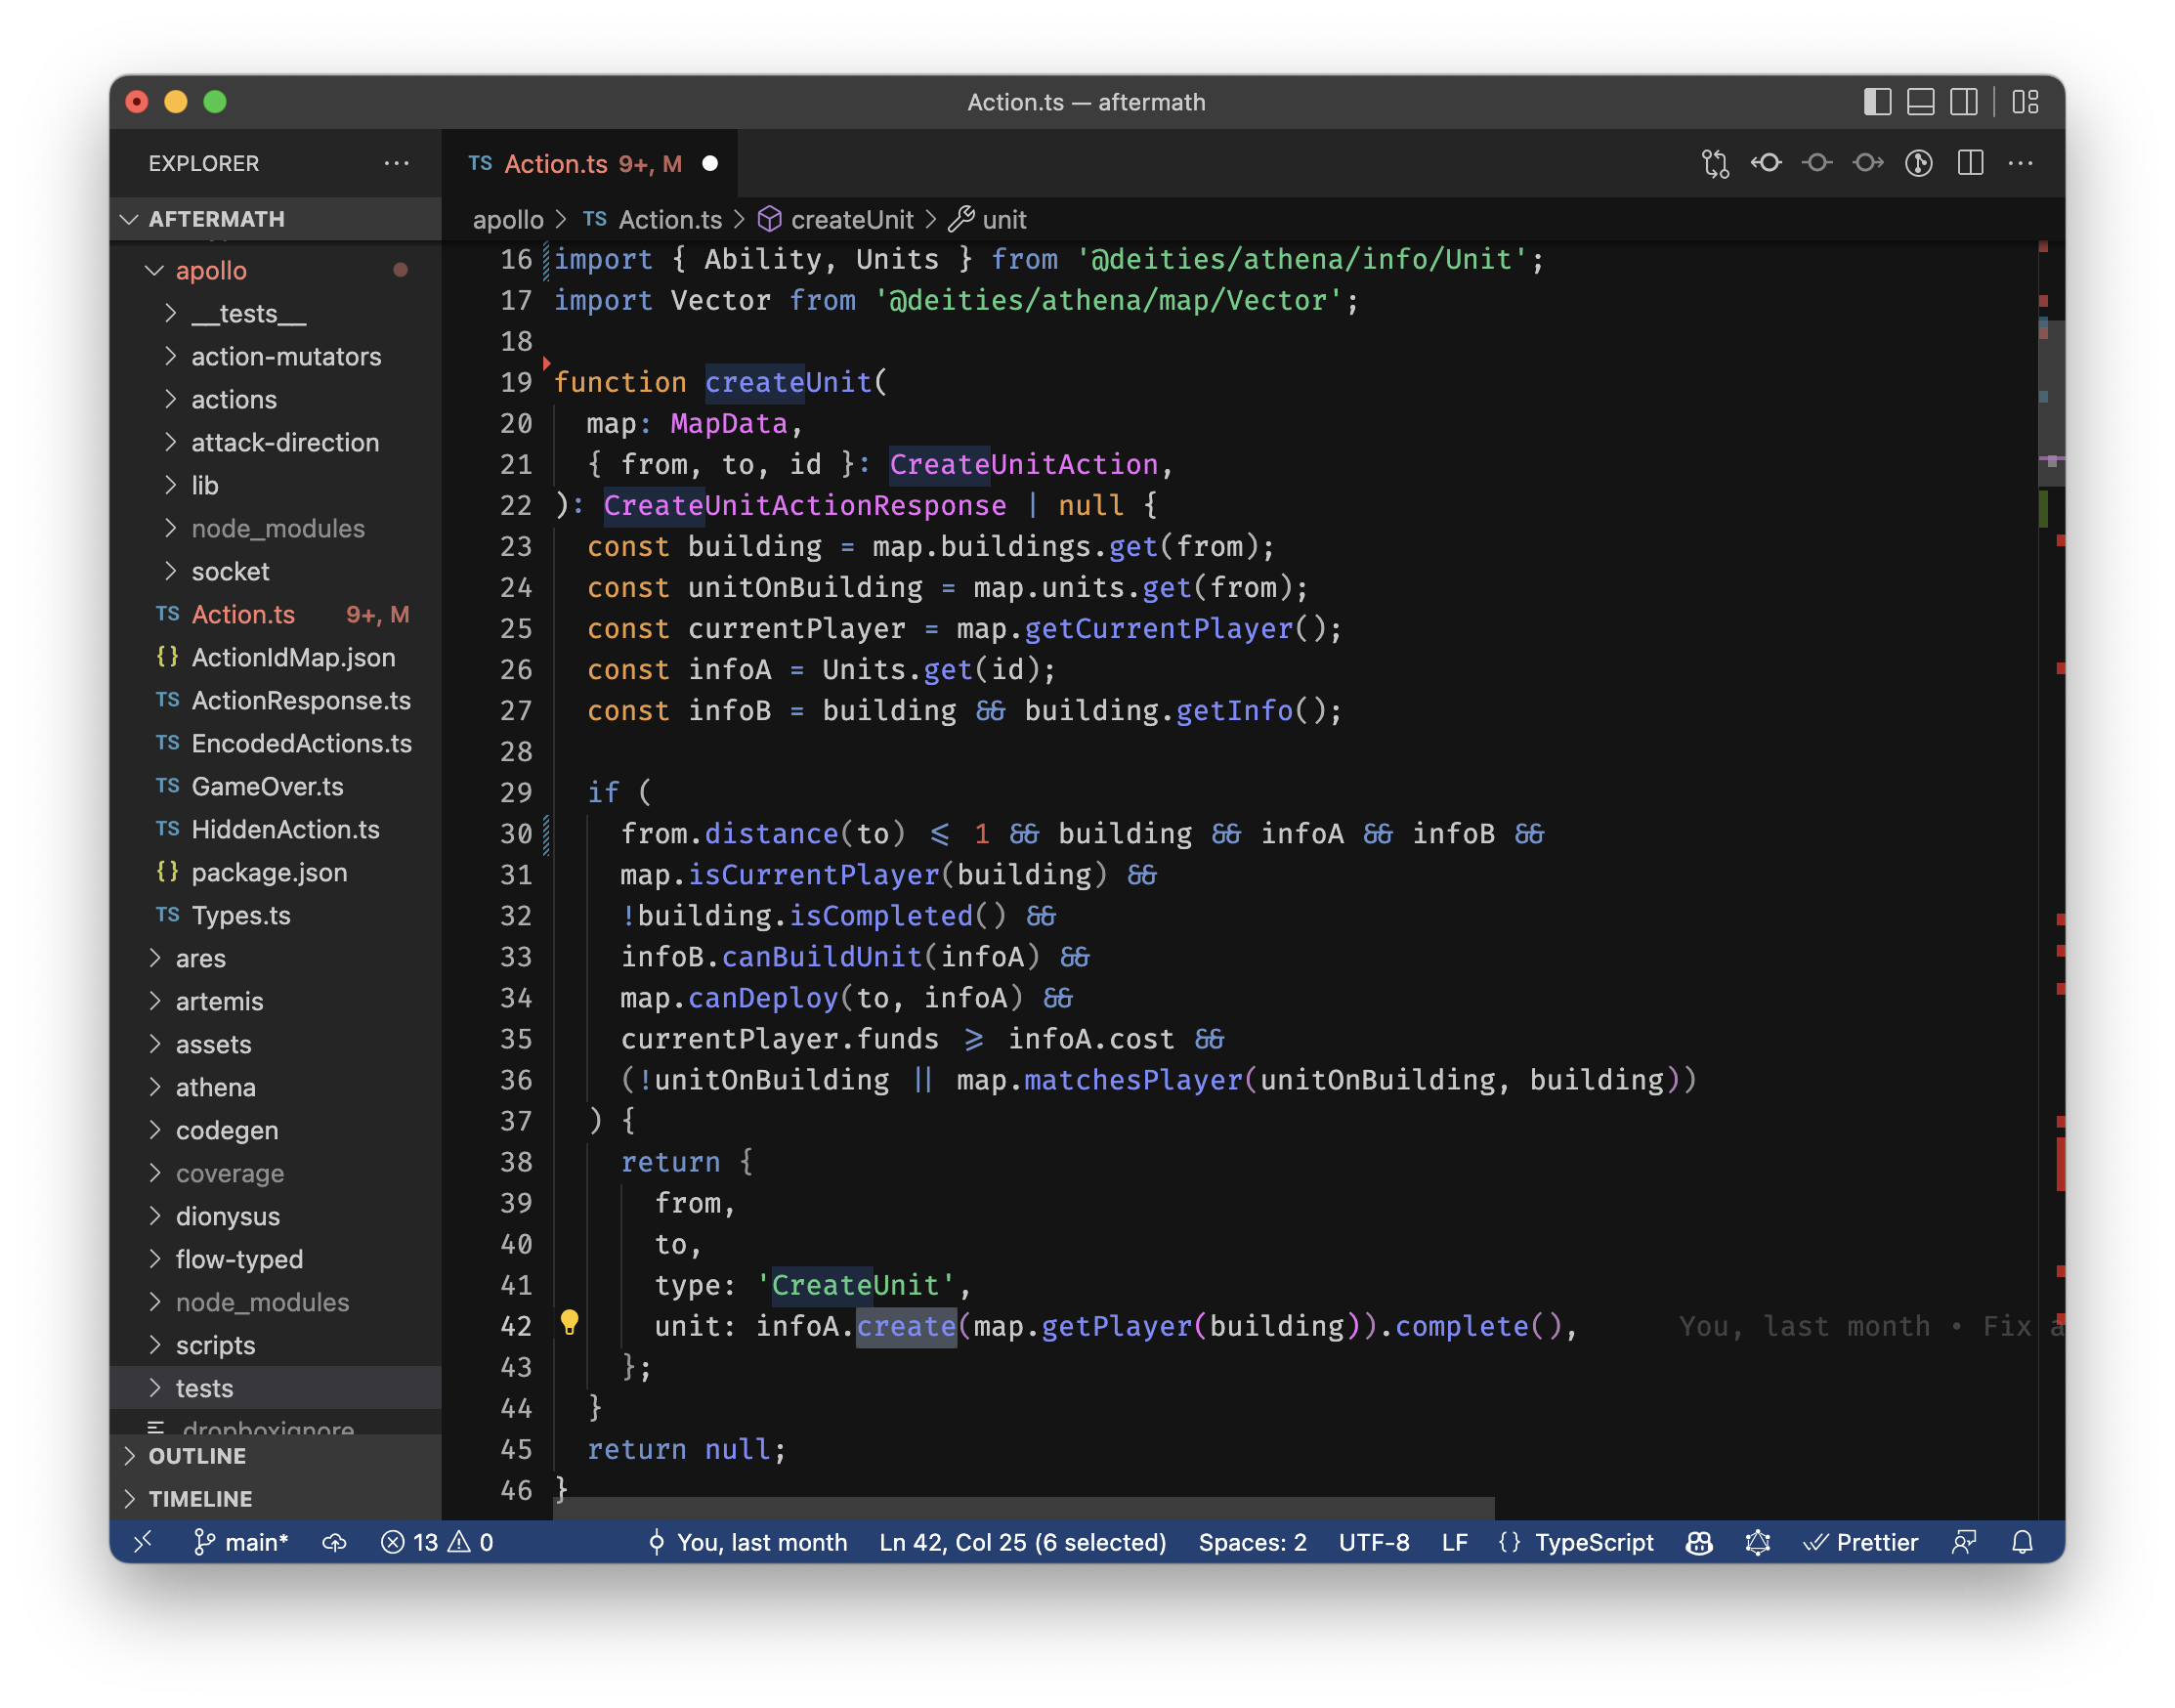 Action.ts — aftermath
EXPLORER
AFTERMATH
apollo
__tests__
action-mutators
actions
attack-direction
lib
node_modules
socket
TS Action.ts 9+, M
{} ActionIdMap.json
TS ActionResponse.ts
TS EncodedActions.ts
TS GameOver.ts
TS HiddenAction.ts
{} package.json
TS Types.ts
ares
artemis
assets
athena
codegen
coverage
dionysus
flow-typed
node_modules
scripts
tests
.dropboxignore
OUTLINE
TIMELINE
TS Action.ts 9+, M
apollo > TS Action.ts > createUnit > unit
16 import { Ability, Units } from '@deities/athena/info/Unit';
17 import Vector from '@deities/athena/map/Vector';
18
19 function createUnit(
20 map: MapData,
21 { from, to, id }: CreateUnitAction,
22 ): CreateUnitActionResponse | null {
23 const building = map.buildings.get(from);
24 const unitOnBuilding = map.units.get(from);
25 const currentPlayer = map.getCurrentPlayer();
26 const infoA = Units.get(id);
27 const infoB = building && building.getInfo();
28
29 if (
30 from.distance(to) <= 1 && building && infoA && infoB &&
31 map.isCurrentPlayer(building) &&
32 !building.isCompleted() &&
33 infoB.canBuildUnit(infoA) &&
34 map.canDeploy(to, infoA) &&
35 currentPlayer.funds >= infoA.cost &&
36 (!unitOnBuilding || map.matchesPlayer(unitOnBuilding, building))
37 ) {
38 return {
39 from,
40 to,
41 type: 'CreateUnit',
42 unit: infoA.create(map.getPlayer(building)).complete(), You, last month • Fix a
43 };
44 }
45 return null;
46 }
main* 13 0 You, last month Ln 42, Col 25 (6 selected) Spaces: 2 UTF-8 LF {} TypeScript Prettier